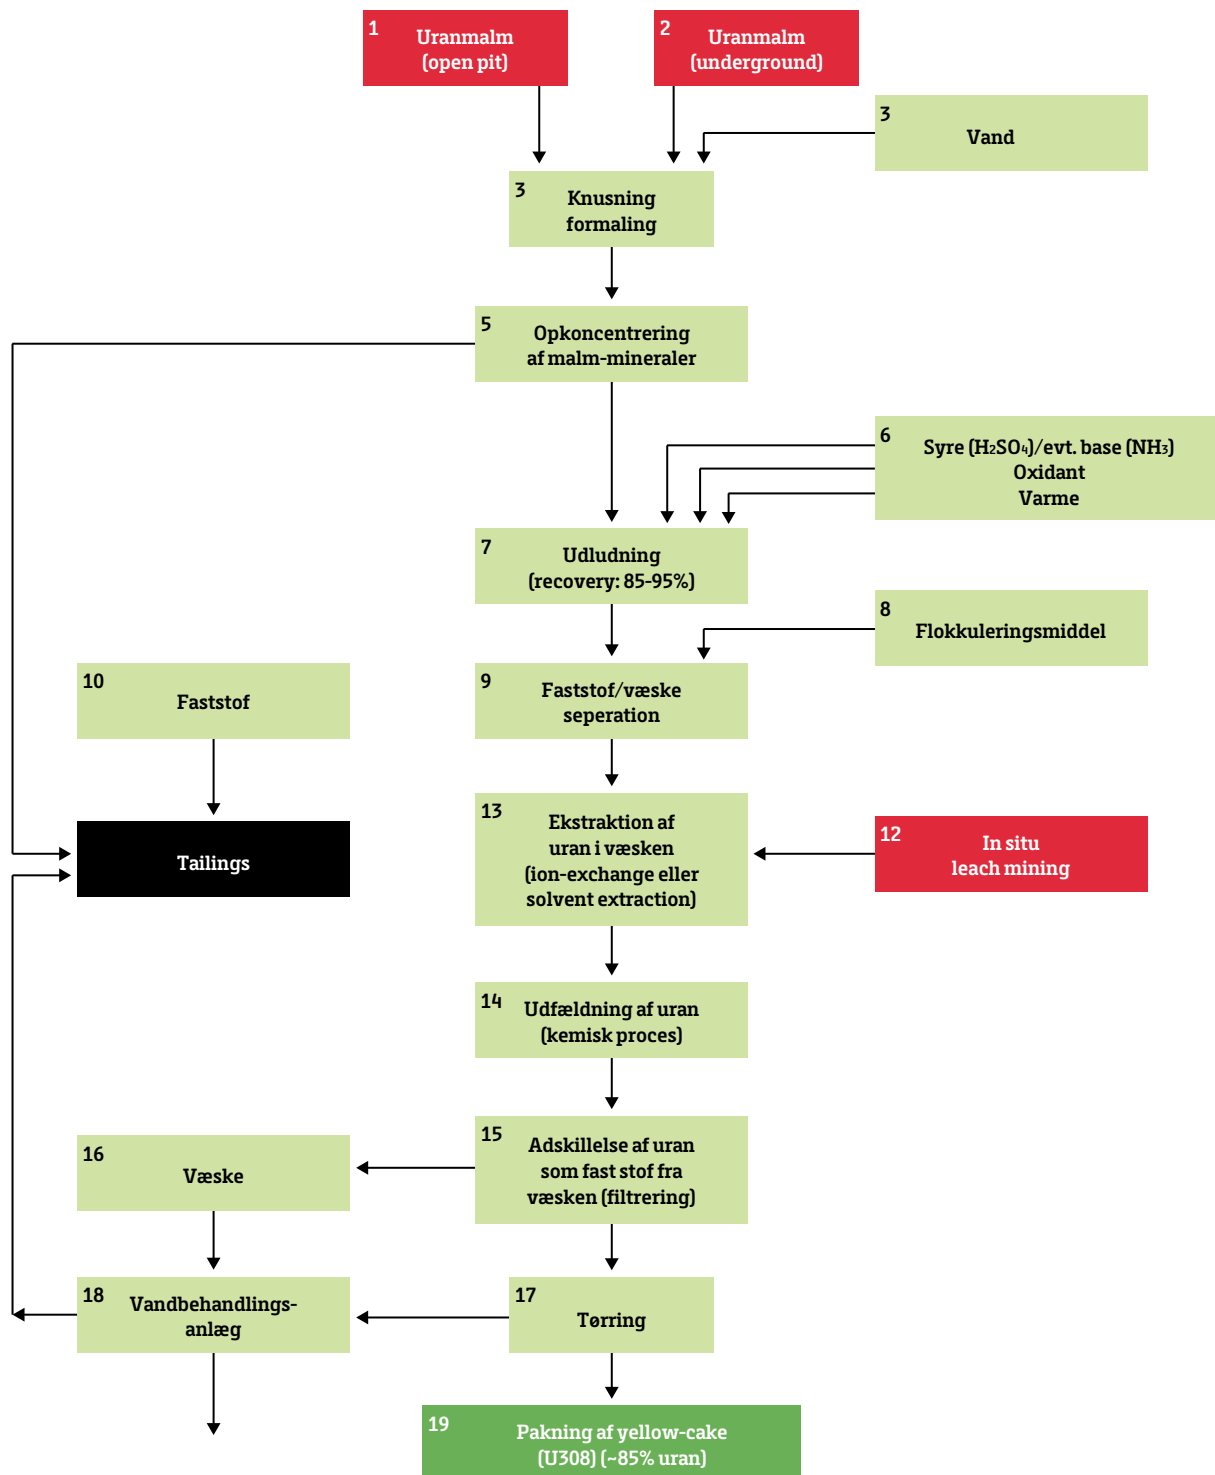 1
Uranmalm
(open pit)
2
Uranmalm
(underground)
3
Vand
3
Knusning
formaling
5
Opkoncentrering
af malm-mineraler
6
Syre (H₂SO₄)/evt. base (NH₃)
Oxidant
Varme
7
Udludning
(recovery: 85-95%)
8
Flokkuleringsmiddel
10
Faststof
9
Faststof/væske
seperation
Tailings
13
Ekstraktion af
uran i væsken
(ion-exchange eller
solvent extraction)
12
In situ
leach mining
14
Udfældning af uran
(kemisk proces)
16
Væske
15
Adskillelse af uran
som fast stof fra
væsken (filtrering)
18
Vandbehandlings-
anlæg
17
Tørring
19
Pakning af yellow-cake
(U308) (~85% uran)